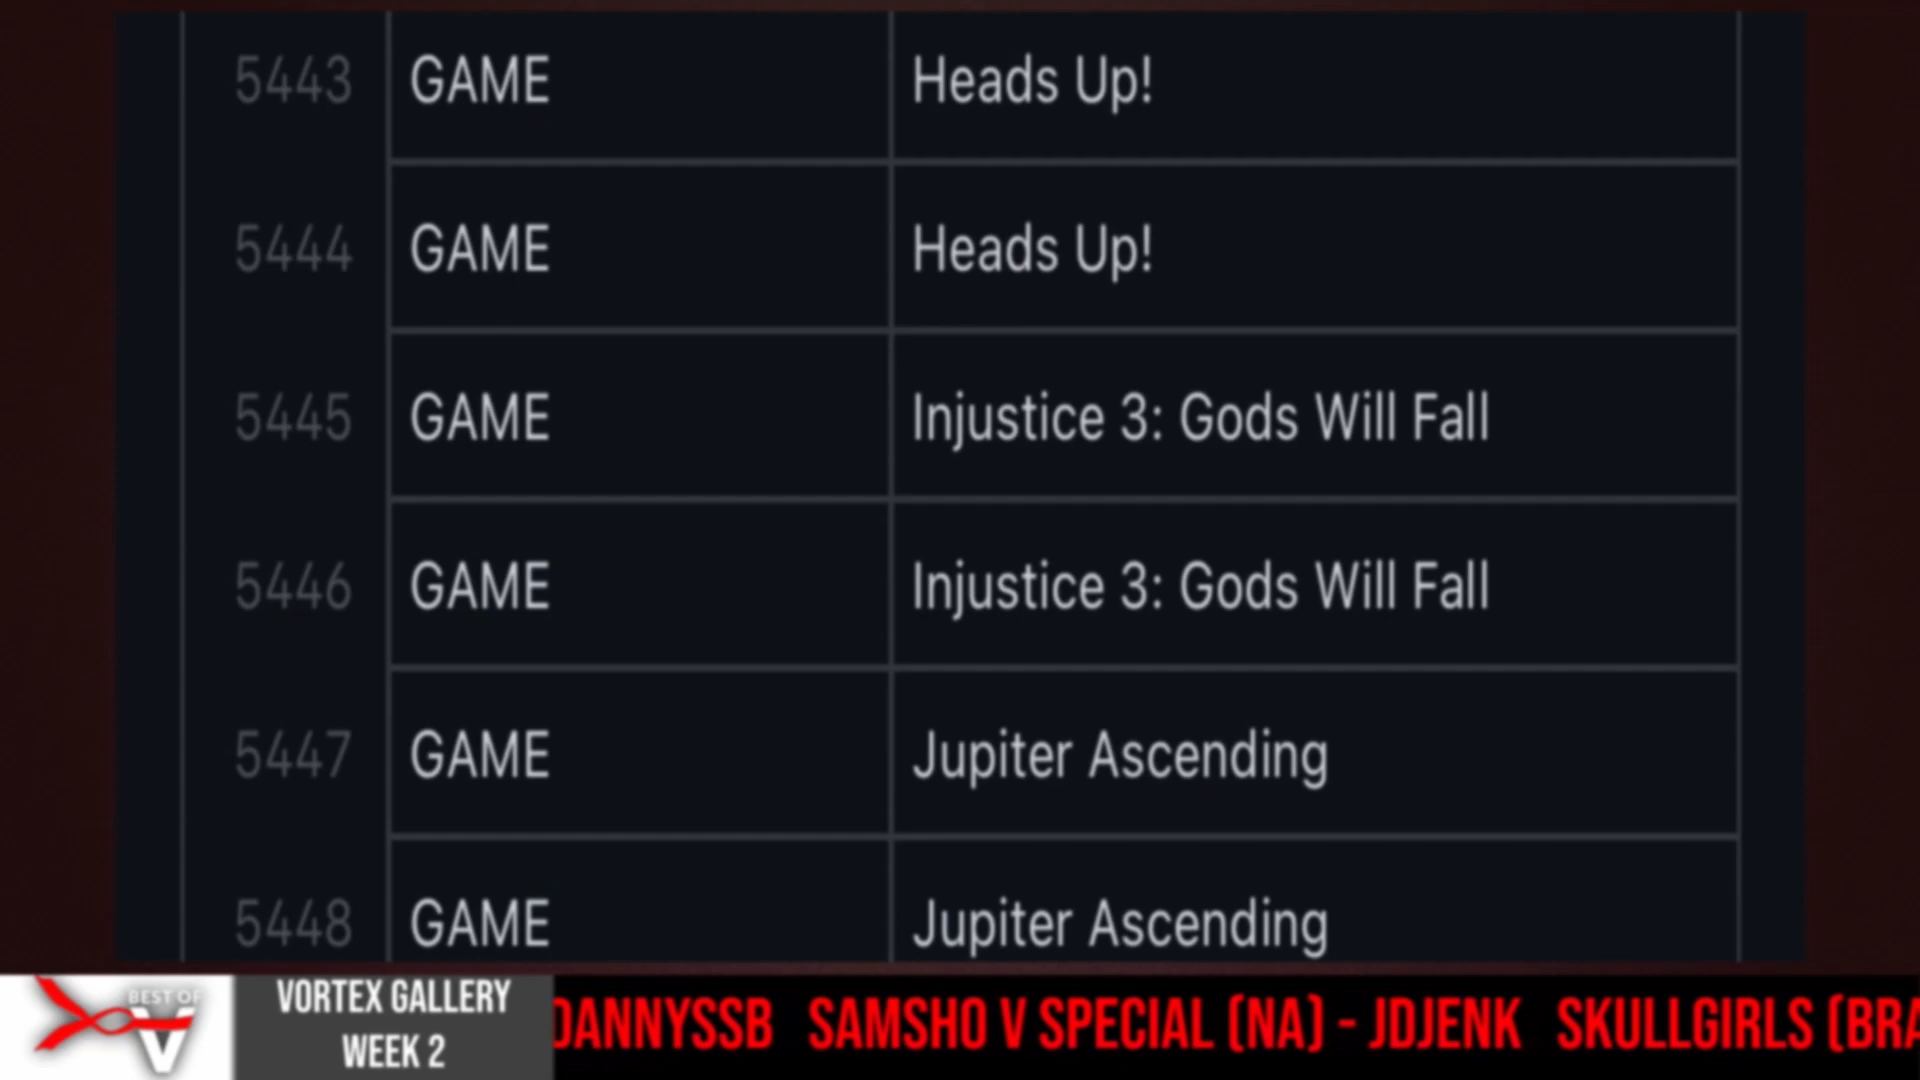 5443 GAME Heads Up!
5444 GAME Heads Up!
5445 GAME Injustice 3: Gods Will Fall
5446 GAME Injustice 3: Gods Will Fall
5447 GAME Jupiter Ascending
5448 GAME Jupiter Ascending
BEST OF
V
VORTEX GALLERY
WEEK 2
DANNYSSB SAMSHO V SPECIAL (NA) - JDJENK SKULLGIRLS (BRA